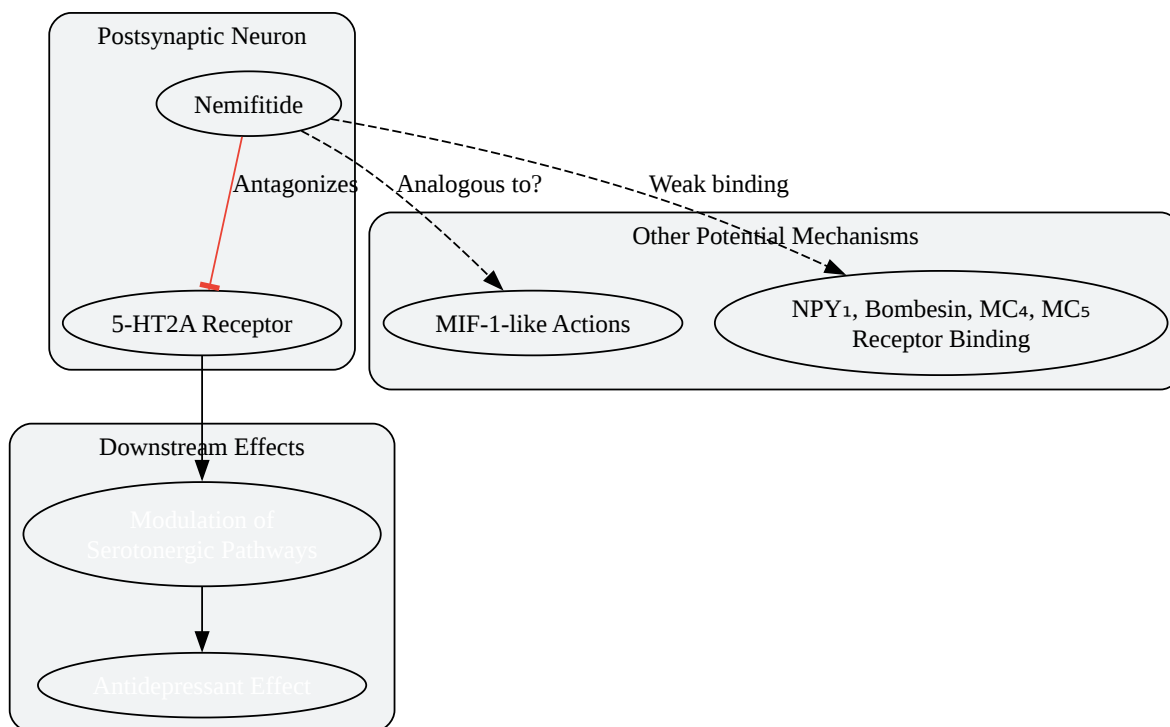 Postsynaptic Neuron
Nemifitide
Antagonizes
Analogous to?
Weak binding
Other Potential Mechanisms
5-HT2A Receptor
MIF-1-like Actions
NPY₁, Bombesin, MC₄, MC₅
Receptor Binding
Downstream Effects
Modulation of
Serotonergic Pathways
Antidepressant Effect